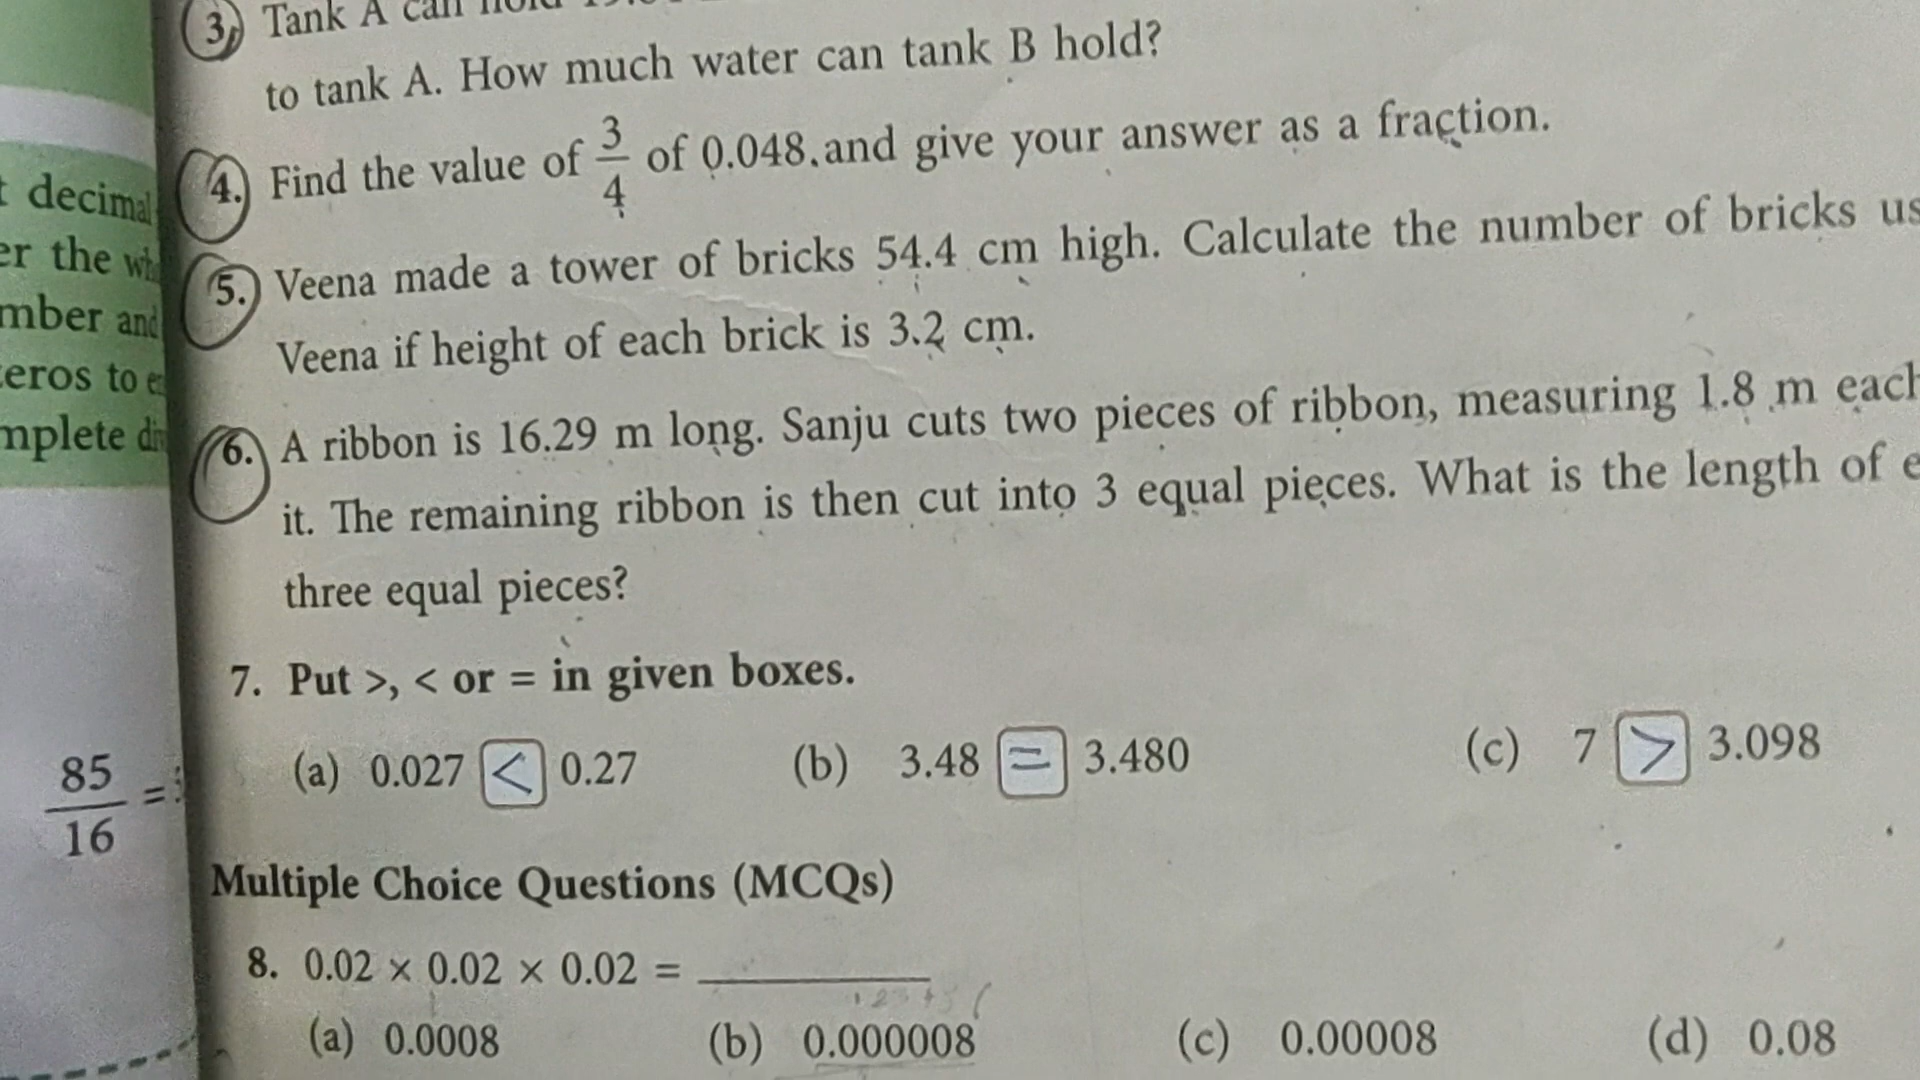 3. Tank A can hold
to tank A. How much water can tank B hold?
4. Find the value of 3/4 of 0.048 and give your answer as a fraction.
5. Veena made a tower of bricks 54.4 cm high. Calculate the number of bricks
Veena if height of each brick is 3.2 cm.
6. A ribbon is 16.29 m long. Sanju cuts two pieces of ribbon, measuring 1.8 m each
it. The remaining ribbon is then cut into 3 equal pieces. What is the length of
three equal pieces?
7. Put >, < or = in given boxes.
(a) 0.027 < 0.27 (b) 3.48 = 3.480 (c) 7 > 3.098
Multiple Choice Questions (MCQs)
8. 0.02 × 0.02 × 0.02 = ________
(a) 0.0008 (b) 0.000008 (c) 0.00008 (d) 0.08
decimal
er the
mber and
eros to
mplete
85/16 =